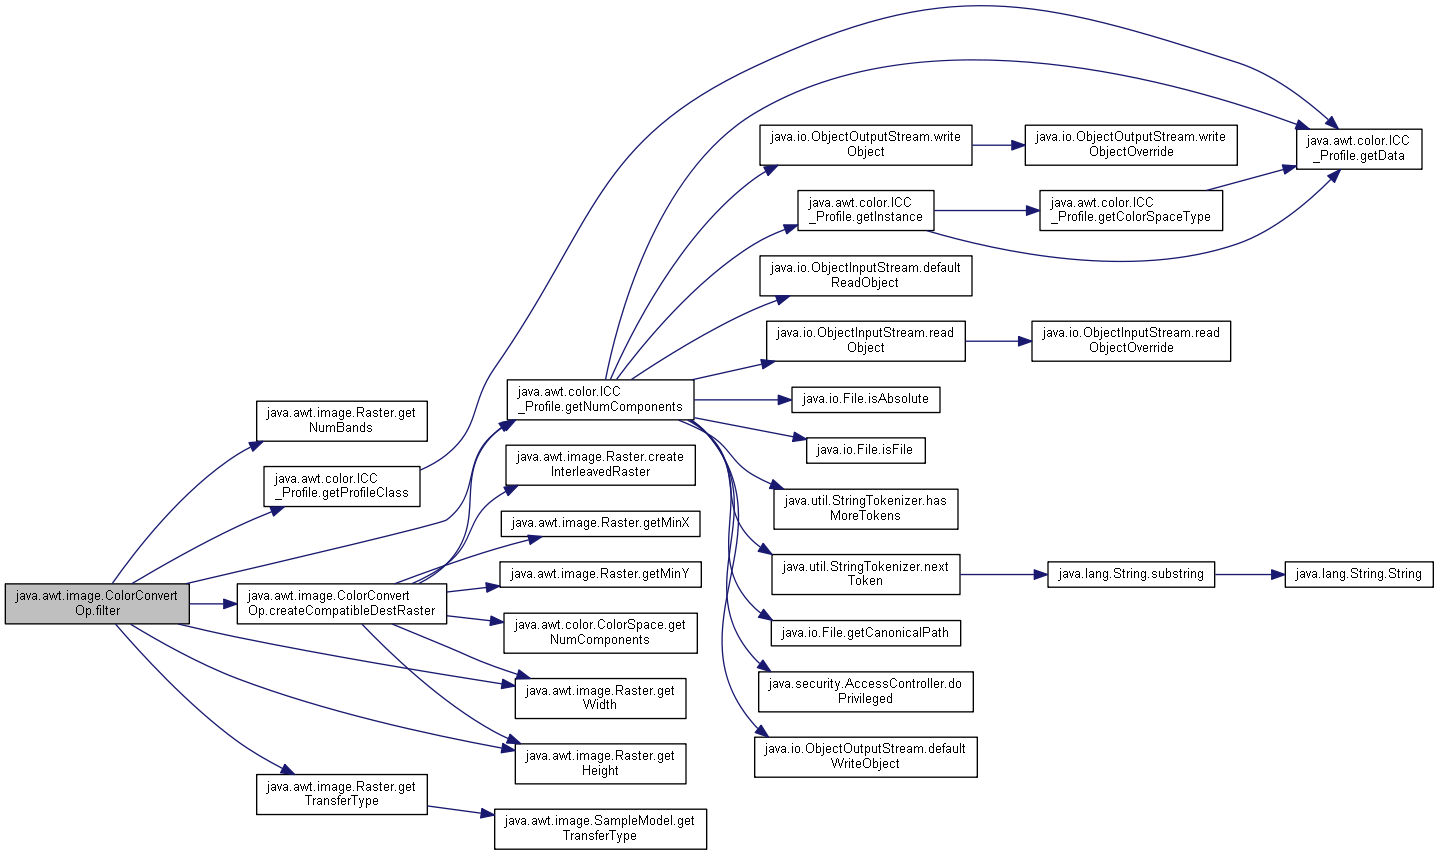 java.awt.image.ColorConvert
Op.filter
java.awt.image.Raster.get
NumBands
java.awt.color.ICC
_Profile.getProfileClass
java.awt.image.ColorConvert
Op.createCompatibleDestRaster
java.awt.image.Raster.get
TransferType
java.awt.color.ICC
_Profile.getNumComponents
java.awt.image.Raster.create
InterleavedRaster
java.awt.image.Raster.getMinX
java.awt.image.Raster.getMinY
java.awt.color.ColorSpace.get
NumComponents
java.awt.image.Raster.get
Width
java.awt.image.Raster.get
Height
java.awt.image.SampleModel.get
TransferType
java.io.ObjectOutputStream.write
Object
java.awt.color.ICC
_Profile.getInstance
java.io.ObjectInputStream.default
ReadObject
java.io.ObjectInputStream.read
Object
java.io.File.isAbsolute
java.io.File.isFile
java.util.StringTokenizer.has
MoreTokens
java.util.StringTokenizer.next
Token
java.io.File.getCanonicalPath
java.security.AccessController.do
Privileged
java.io.ObjectOutputStream.default
WriteObject
java.io.ObjectOutputStream.write
ObjectOverride
java.awt.color.ICC
_Profile.getColorSpaceType
java.io.ObjectInputStream.read
ObjectOverride
java.lang.String.substring
java.awt.color.ICC
_Profile.getData
java.lang.String.String